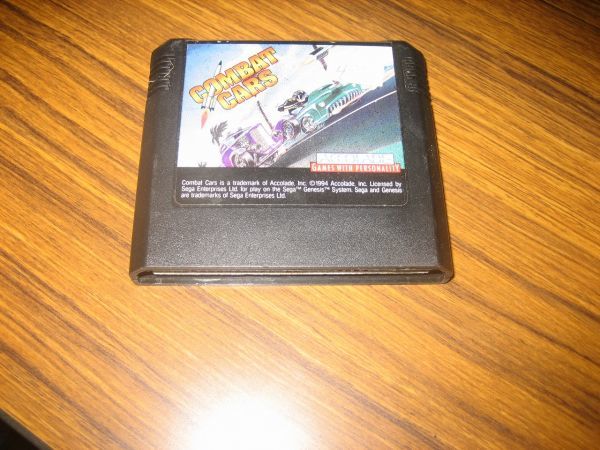 COMBAT
CARS
ACCOLADE
GAMES WITH PERSONALITY
Combat Cars is a trademark of Accolade, Inc. ©1994 Accolade, Inc. Licensed by
Sega Enterprises Ltd. for play on the Sega™ Genesis™ System. Sega and Genesis
are trademarks of Sega Enterprises Ltd.